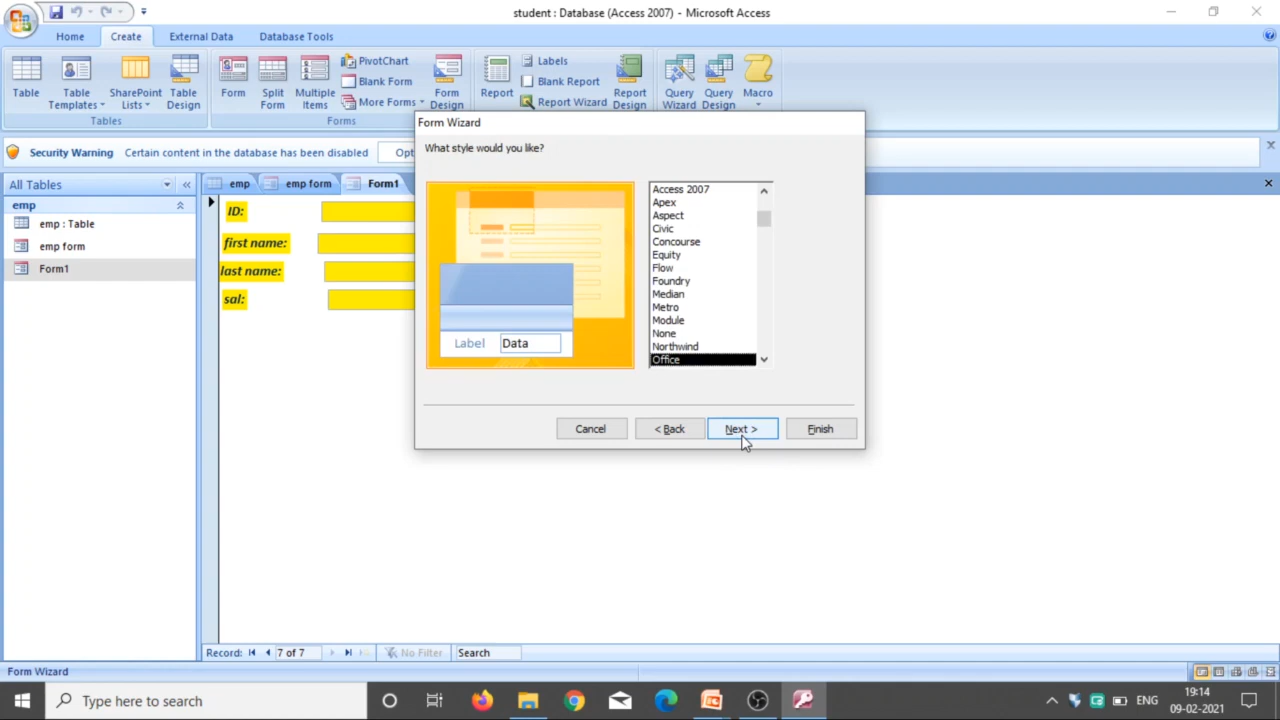 student : Database (Access 2007) - Microsoft Access
Home Create External Data Database Tools
Table
Table Templates
SharePoint Lists
Table Design
Tables
Form
Split Form
Multiple Items
PivotChart
Blank Form
More Forms
Form Design
Forms
Report
Labels
Blank Report
Report Wizard
Report Design
Query Wizard
Query Design
Macro
Security Warning Certain content in the database has been disabled
Opt
All Tables
emp
emp : Table
emp form
Form1
emp emp form Form1
ID:
first name:
last name:
sal:
Form Wizard
What style would you like?
Label Data
Access 2007
Apex
Aspect
Civic
Concourse
Equity
Flow
Foundry
Median
Metro
Module
None
Northwind
Office
Cancel < Back Next > Finish
Record: 7 of 7 No Filter Search
Form Wizard
Type here to search
ENG
19:14
09-02-2021